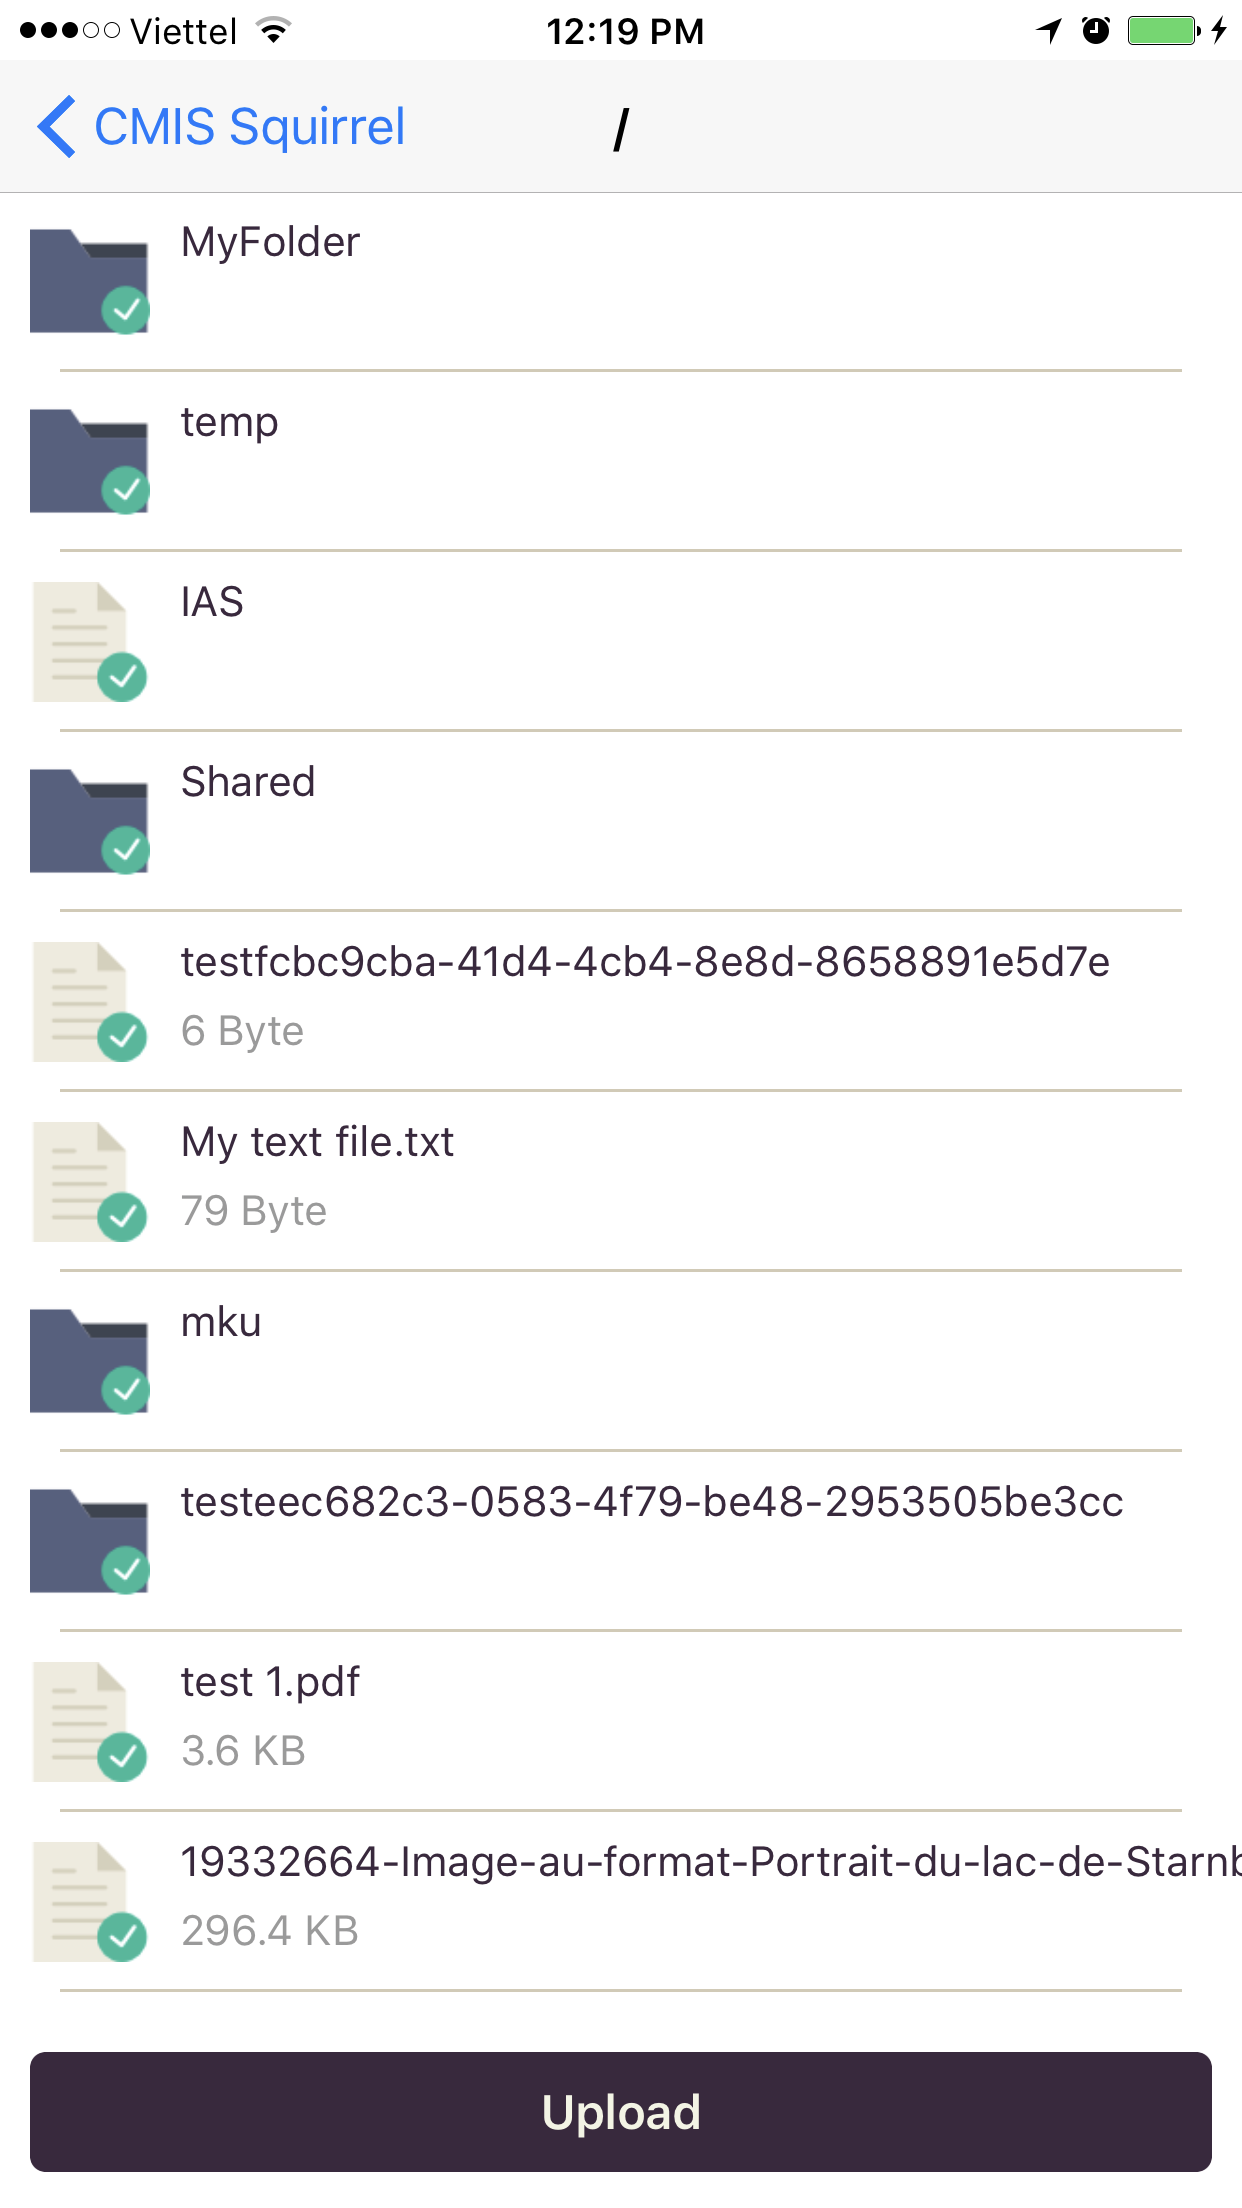 Viettel 12:19 PM
CMIS Squirrel /
MyFolder
temp
IAS
Shared
testfcbc9cba-41d4-4cb4-8e8d-8658891e5d7e
6 Byte
My text file.txt
79 Byte
mku
testeec682c3-0583-4f79-be48-2953505be3cc
test 1.pdf
3.6 KB
19332664-Image-au-format-Portrait-du-lac-de-Starnb
296.4 KB
Upload